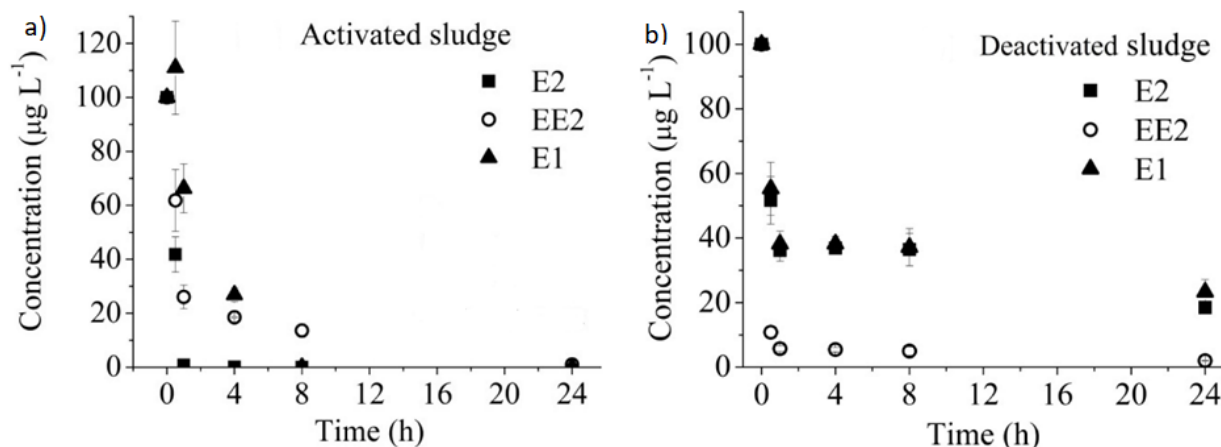 a)
Activated sludge
E2
EE2
E1
Concentration (µg L⁻¹)
120
100
80
60
40
20
0
0 4 8 12 16 20 24
Time (h)
b)
Deactivated sludge
E2
EE2
E1
Concentration (µg L⁻¹)
100
80
60
40
20
0
0 4 8 12 16 20 24
Time (h)